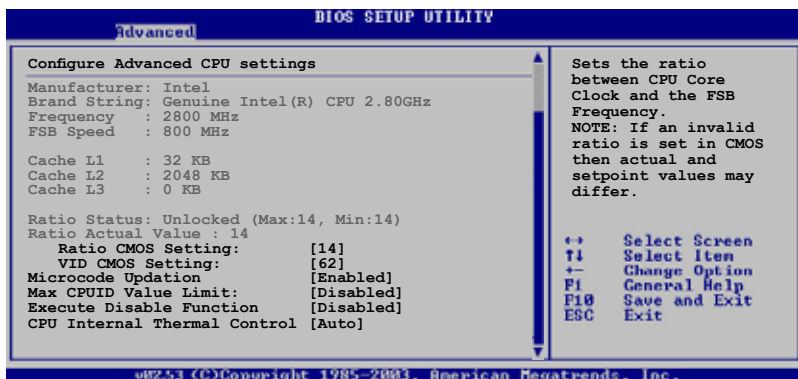 BIOS SETUP UTILITY
Advanced
Configure Advanced CPU settings
Manufacturer: Intel
Brand String: Genuine Intel(R) CPU 2.80GHz
Frequency : 2800 MHz
FSB Speed : 800 MHz
Cache L1 : 32 KB
Cache L2 : 2048 KB
Cache L3 : 0 KB
Ratio Status: Unlocked (Max:14, Min:14)
Ratio Actual Value : 14
Ratio CMOS Setting: [14]
VID CMOS Setting: [62]
Microcode Updation [Enabled]
Max CPUID Value Limit: [Disabled]
Execute Disable Function [Disabled]
CPU Internal Thermal Control [Auto]
Sets the ratio
between CPU Core
Clock and the FSB
Frequency.
NOTE: If an invalid
ratio is set in CMOS
then actual and
setpoint values may
differ.
↔ Select Screen
↑↓ Select Item
+- Change Option
F1 General Help
F10 Save and Exit
ESC Exit
v02.53 (C)Copyright 1985-2003, American Megatrends, Inc.